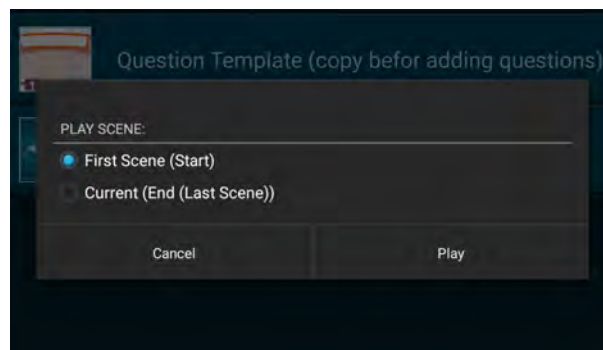 Question Template (copy befor adding questions)
PLAY SCENE:
First Scene (Start)
Current (End (Last Scene))
Cancel
Play